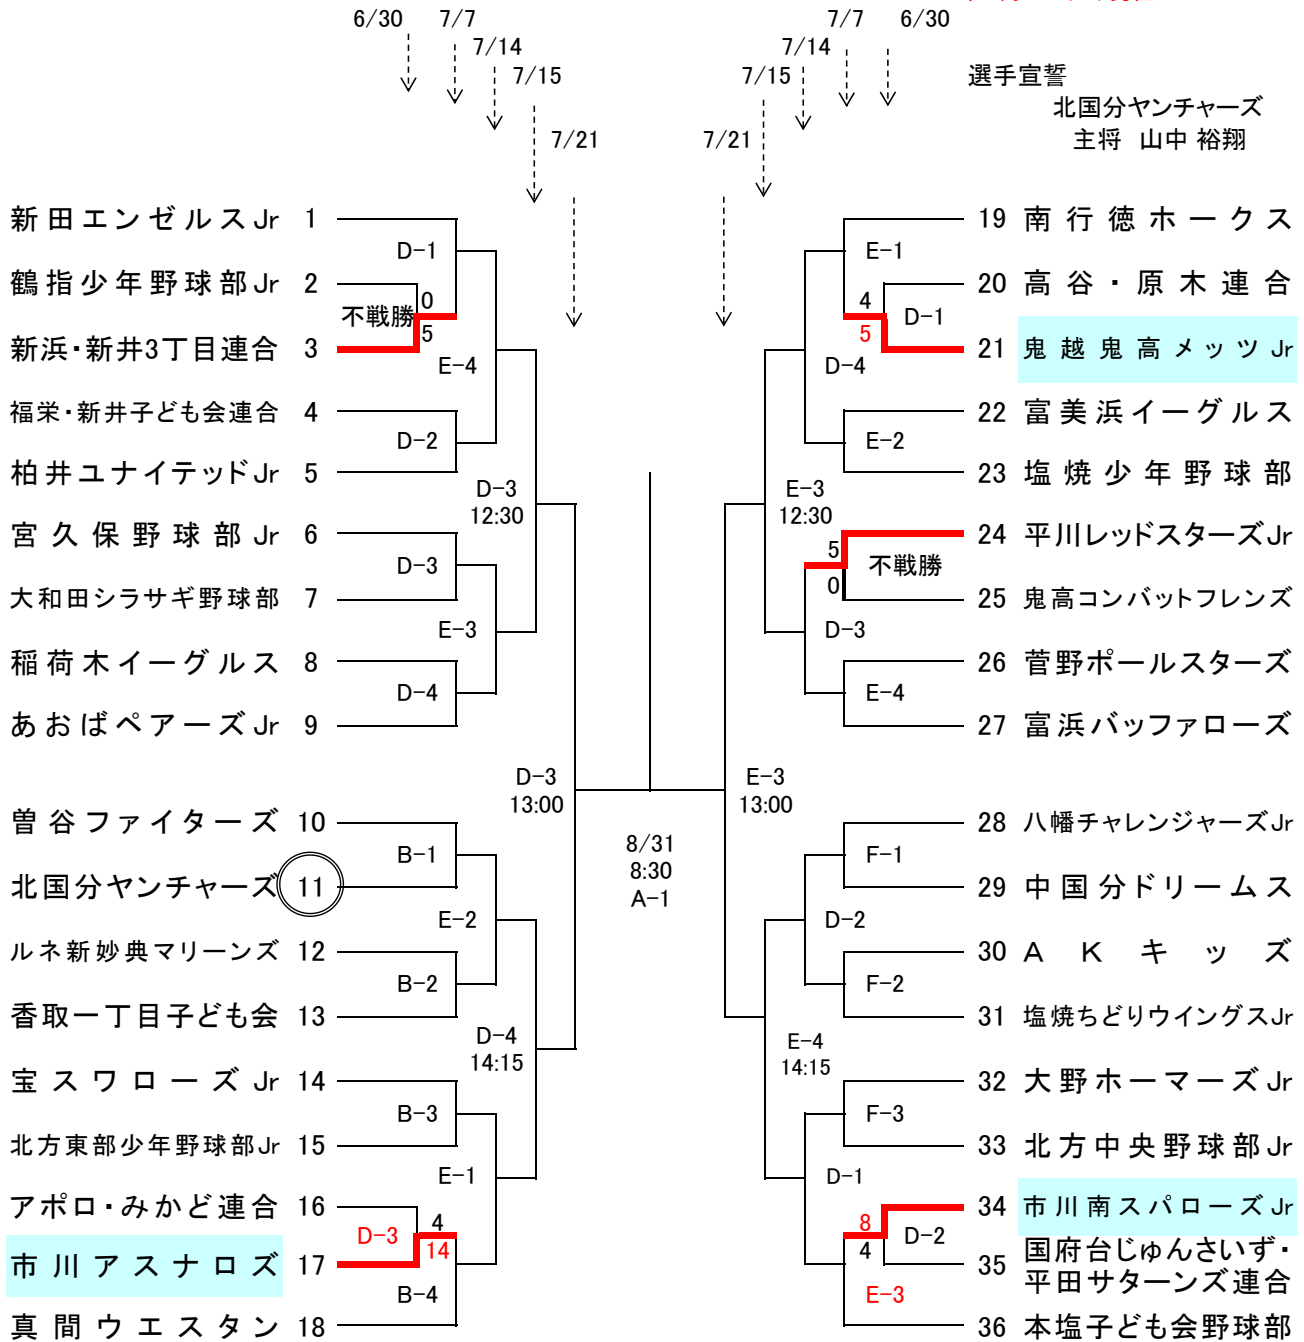 6/30 7/7 7/7 6/30
7/14 7/14
7/15 7/15
7/21 7/21
選手宣誓
北国分ヤンチャーズ
主将 山中 裕翔
新田エンゼルスJr 1
D-1
鶴指少年野球部Jr 2
不戦勝 0
5
新浜・新井3丁目連合 3
E-4
福栄・新井子ども会連合 4
D-2
柏井ユナイテッドJr 5
D-3
12:30
宮久保野球部Jr 6
D-3
大和田シラサギ野球部 7
E-3
稲荷木イーグルス 8
D-4
あおばペアーズJr 9
D-3
13:00
曽谷ファイターズ 10
B-1
北国分ヤンチャーズ 11
E-2
ルネ新妙典マリーンズ 12
B-2
香取一丁目子ども会 13
D-4
14:15
宝スワローズJr 14
B-3
北方東部少年野球部Jr 15
E-1
アポロ・みかど連合 16
D-3 4
14
市川アスナロズ 17
B-4
真間ウエスタン 18
8/31
8:30
A-1
19 南行徳ホークス
E-1
20 高谷・原木連合
4 D-1
5
21 鬼越鬼高メッツJr
D-4
22 富美浜イーグルス
E-2
23 塩焼少年野球部
E-3
12:30
24 平川レッドスターズJr
5 不戦勝
0
25 鬼高コンバットフレンズ
D-3
26 菅野ポールスターズ
E-4
27 富浜バッファローズ
E-3
13:00
28 八幡チャレンジャーズJr
F-1
29 中国分ドリームス
D-2
30 AKキッズ
F-2
31 塩焼ちどりウイングスJr
E-4
14:15
32 大野ホーマーズJr
F-3
33 北方中央野球部Jr
D-1
34 市川南スパローズJr
8 D-2
4
35 国府台じゅんさいず・
平田サターンズ連合
E-3
36 本塩子ども会野球部